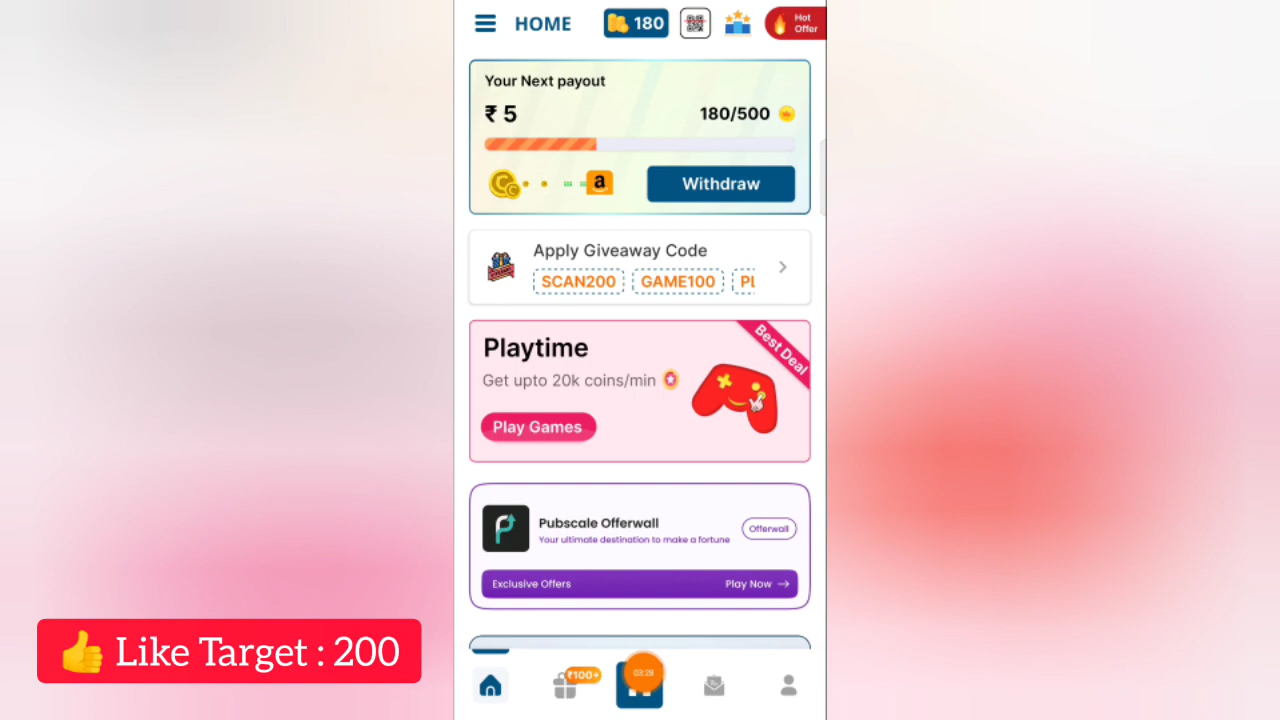 HOME
180
Hot
Offer
Your Next payout
₹ 5
180/500
Withdraw
Apply Giveaway Code
SCAN200
GAME100
Best Deal
Playtime
Get upto 20k coins/min
Play Games
Pubscale Offerwall
Your ultimate destination to make a fortune
Offerwall
Exclusive Offers
Play Now →
👍 Like Target : 200
₹100+
03:28